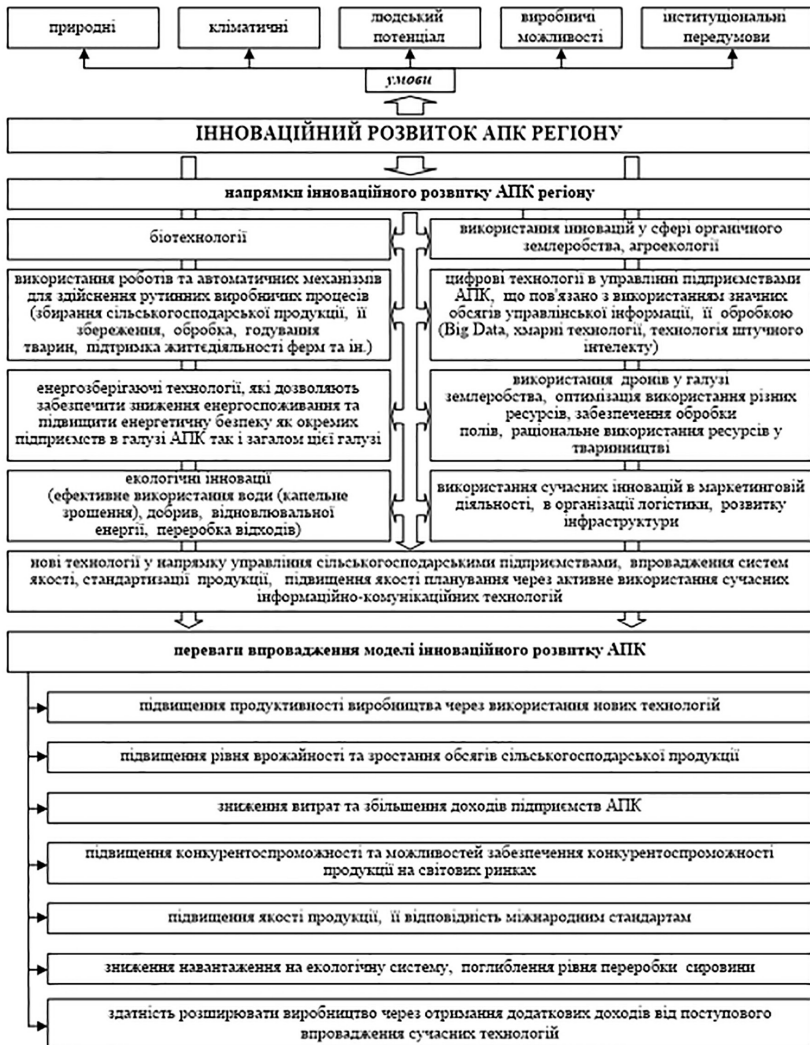 природні
кліматичні
людський
потенціал
виробничі
можливості
інституціональні
передумови
умови
ІННОВАЦІЙНИЙ РОЗВИТОК АПК РЕГІОНУ
напрямки інноваційного розвитку АПК регіону
біотехнології
використання інновацій у сфері органічного
землеробства, агроекології
використання роботів та автоматичних механізмів
для здійснення рутинних виробничих процесів
(збирання сільськогосподарської продукції, її
збереження, обробка, годування
тварин, підтримка життєдіяльності ферм та ін.)
цифрові технології в управлінні підприємствами
АПК, що пов'язано з використанням значних
обсягів управлінської інформації, її обробкою
(Big Data, хмарні технології, технологія штучного
інтелекту)
енергозберігаючі технології, які дозволяють
забезпечити зниження енергоспоживання та
підвищити енергетичну безпеку як окремих
підприємств в галузі АПК так і загалом цієї галузі
використання дронів у галузі
землеробства, оптимізація використання різних
ресурсів, забезпечення обробки
полів, раціональне використання ресурсів у
тваринництві
екологічні інновації
(ефективне використання води (капельне
зрошення), добрив, відновлювальної
енергії, переробка відходів)
використання сучасних інновацій в маркетинговій
діяльності, в організації логістики, розвитку
інфраструктури
нові технології у напрямку управління сільськогосподарськими підприємствами, впровадження систем
якості, стандартизації продукції, підвищення якості планування через активне використання сучасних
інформаційно-комунікаційних технологій
переваги впровадження моделі інноваційного розвитку АПК
підвищення продуктивності виробництва через використання нових технологій
підвищення рівня врожайності та зростання обсягів сільськогосподарської продукції
зниження витрат та збільшення доходів підприємств АПК
підвищення конкурентоспроможності та можливостей забезпечення конкурентоспроможності
продукції на світових ринках
підвищення якості продукції, її відповідність міжнародним стандартам
зниження навантаження на екологічну систему, поглиблення рівня переробки сировини
здатність розширювати виробництво через отримання додаткових доходів від поступового
впровадження сучасних технологій